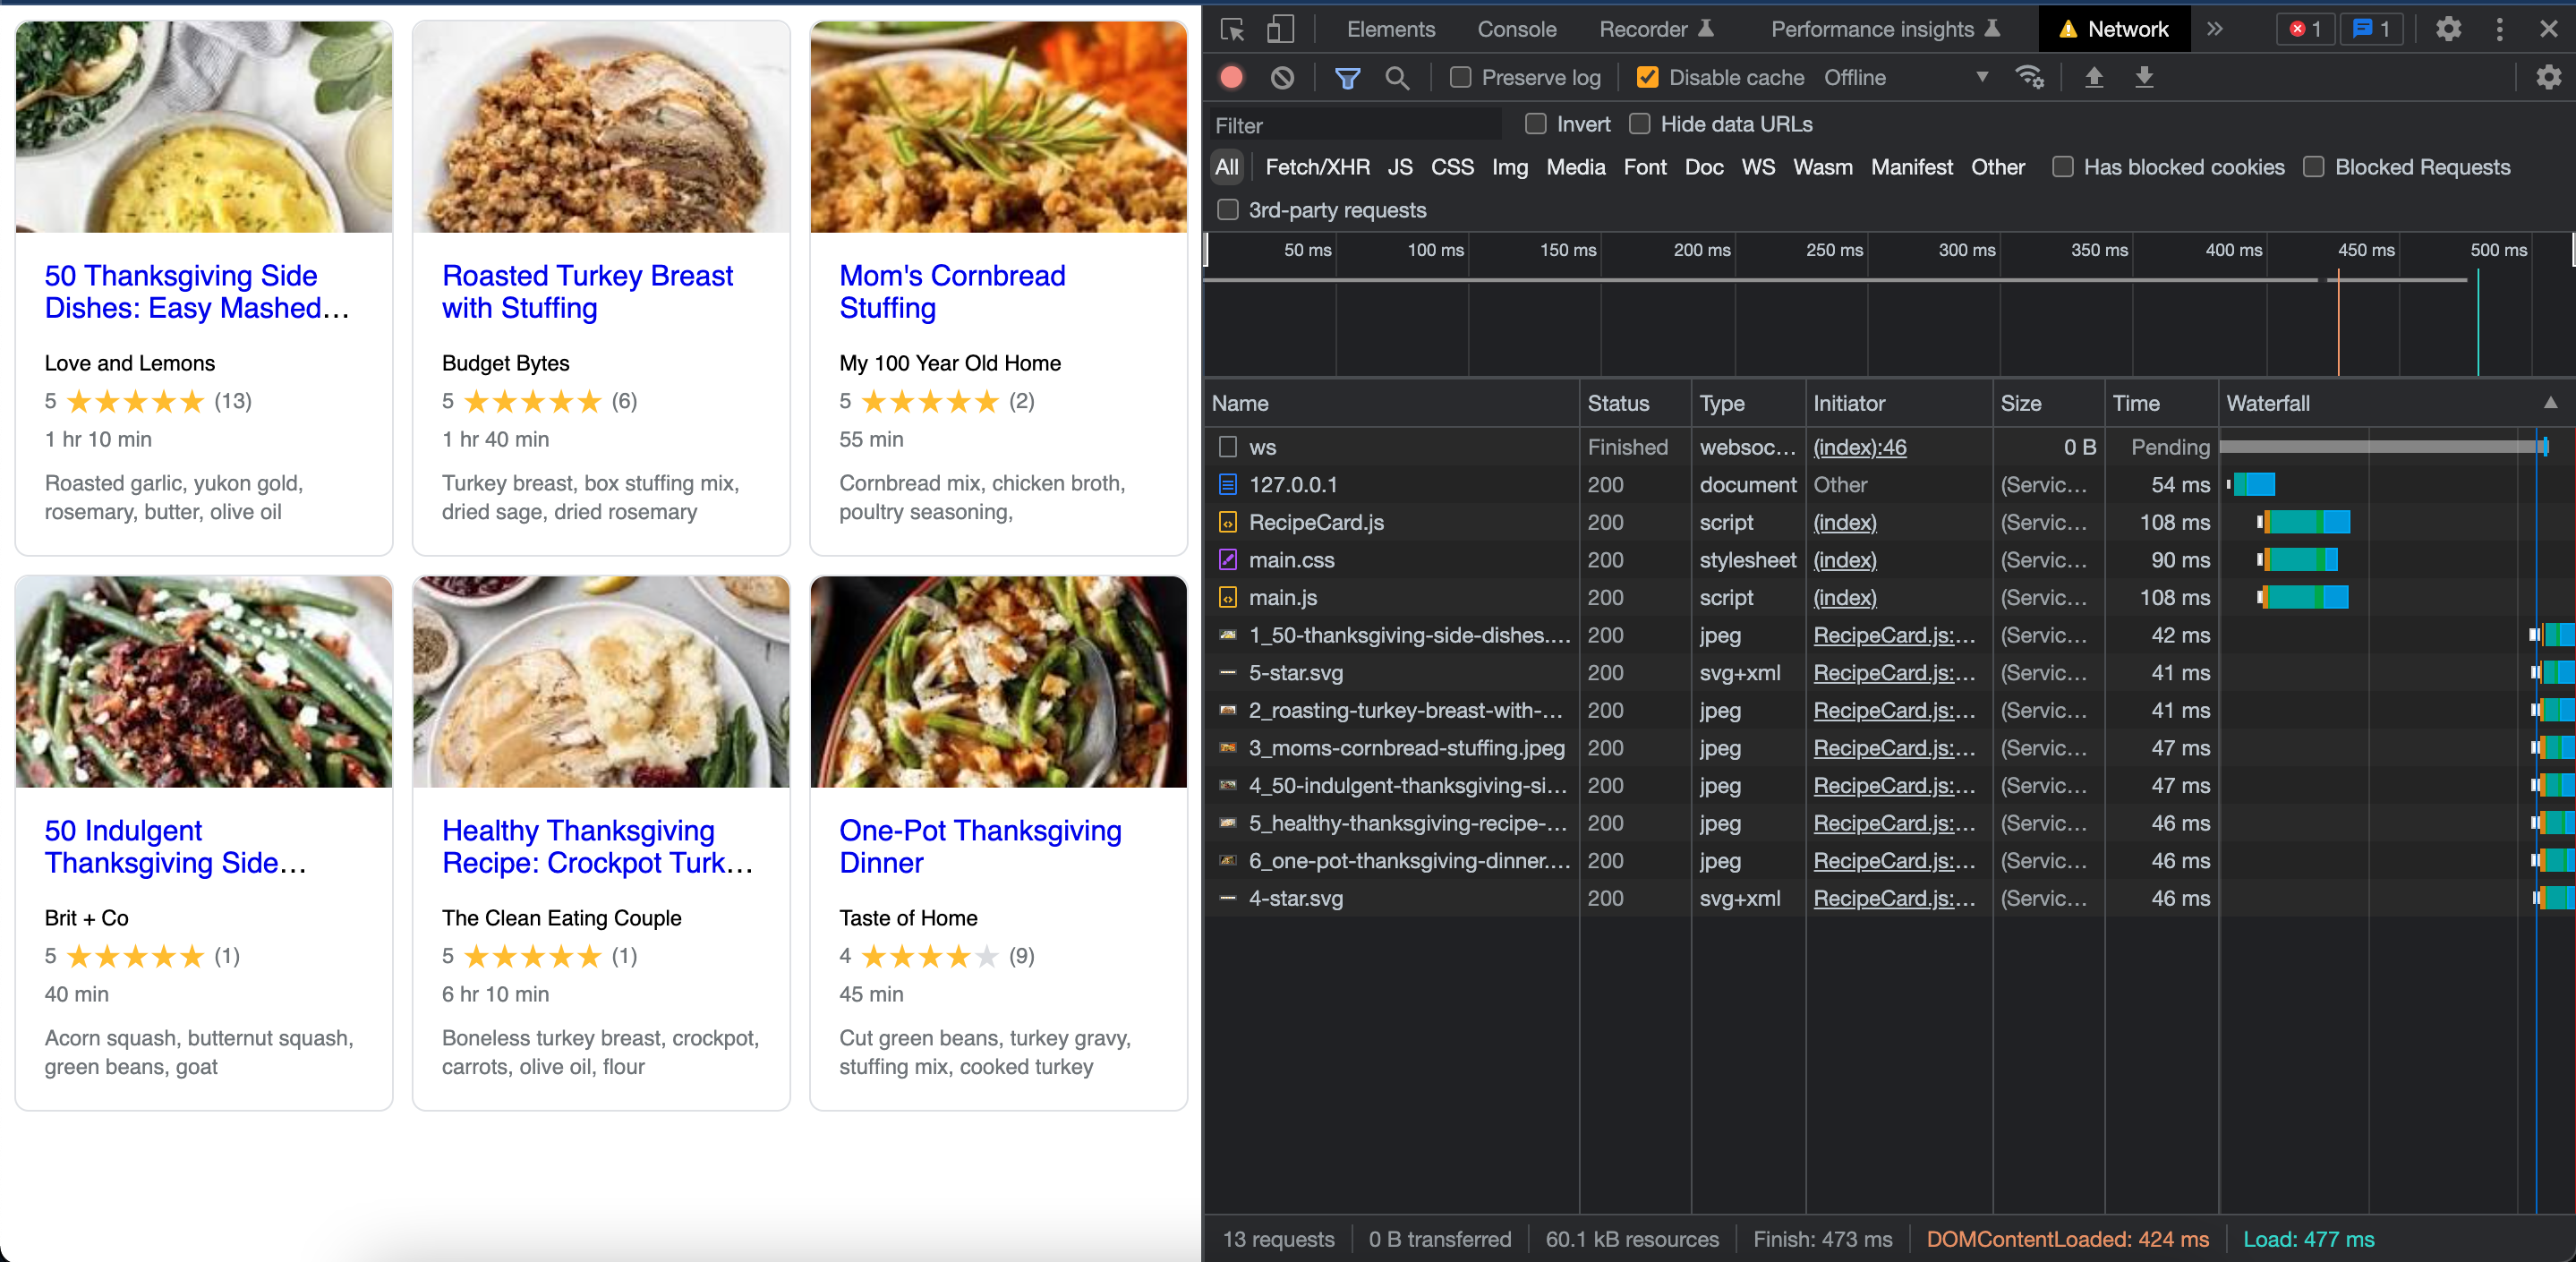 50 Thanksgiving Side
Dishes: Easy Mashed…
Love and Lemons
5 (13)
1 hr 10 min
Roasted garlic, yukon gold,
rosemary, butter, olive oil
Roasted Turkey Breast
with Stuffing
Budget Bytes
5 (6)
1 hr 40 min
Turkey breast, box stuffing mix,
dried sage, dried rosemary
Mom's Cornbread
Stuffing
My 100 Year Old Home
5 (2)
55 min
Cornbread mix, chicken broth,
poultry seasoning,
50 Indulgent
Thanksgiving Side…
Brit + Co
5 (1)
40 min
Acorn squash, butternut squash,
green beans, goat
Healthy Thanksgiving
Recipe: Crockpot Turk…
The Clean Eating Couple
5 (1)
6 hr 10 min
Boneless turkey breast, crockpot,
carrots, olive oil, flour
One-Pot Thanksgiving
Dinner
Taste of Home
4 (9)
45 min
Cut green beans, turkey gravy,
stuffing mix, cooked turkey
Elements Console Recorder Performance insights Network » 1 1
Preserve log Disable cache Offline
Filter Invert Hide data URLs
All Fetch/XHR JS CSS Img Media Font Doc WS Wasm Manifest Other Has blocked cookies Blocked Requests
3rd-party requests
50 ms 100 ms 150 ms 200 ms 250 ms 300 ms 350 ms 400 ms 450 ms 500 ms
Name Status Type Initiator Size Time Waterfall
ws Finished websoc… (index):46 0 B Pending
127.0.0.1 200 document Other (Servic… 54 ms
RecipeCard.js 200 script (index) (Servic… 108 ms
main.css 200 stylesheet (index) (Servic… 90 ms
main.js 200 script (index) (Servic… 108 ms
1_50-thanksgiving-side-dishes.… 200 jpeg RecipeCard.js:… (Servic… 42 ms
5-star.svg 200 svg+xml RecipeCard.js:… (Servic… 41 ms
2_roasting-turkey-breast-with-… 200 jpeg RecipeCard.js:… (Servic… 41 ms
3_moms-cornbread-stuffing.jpeg 200 jpeg RecipeCard.js:… (Servic… 47 ms
4_50-indulgent-thanksgiving-si… 200 jpeg RecipeCard.js:… (Servic… 47 ms
5_healthy-thanksgiving-recipe-… 200 jpeg RecipeCard.js:… (Servic… 46 ms
6_one-pot-thanksgiving-dinner.… 200 jpeg RecipeCard.js:… (Servic… 46 ms
4-star.svg 200 svg+xml RecipeCard.js:… (Servic… 46 ms
13 requests 0 B transferred 60.1 kB resources Finish: 473 ms DOMContentLoaded: 424 ms Load: 477 ms